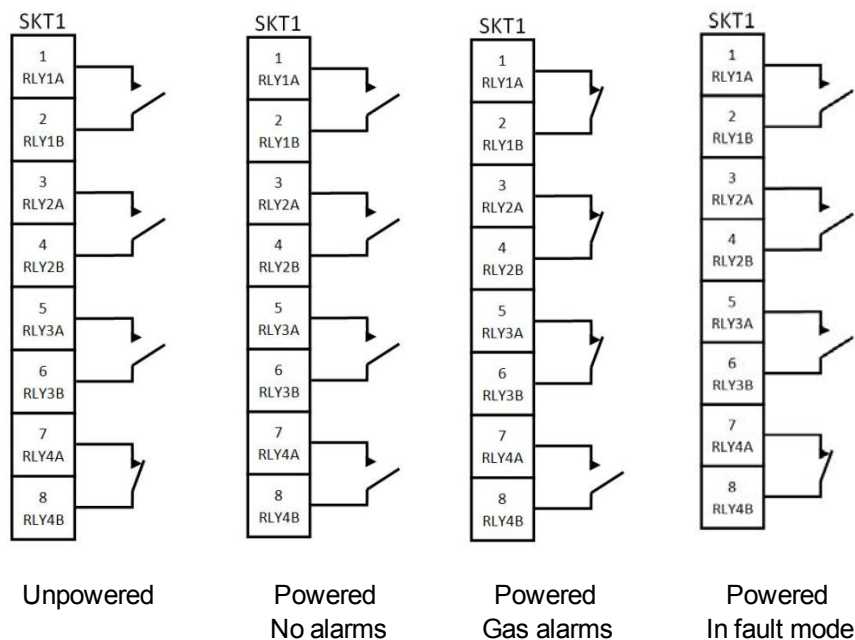 SKT1
1
RLY1A
2
RLY1B
3
RLY2A
4
RLY2B
5
RLY3A
6
RLY3B
7
RLY4A
8
RLY4B
Unpowered
SKT1
1
RLY1A
2
RLY1B
3
RLY2A
4
RLY2B
5
RLY3A
6
RLY3B
7
RLY4A
8
RLY4B
Powered
No alarms
SKT1
1
RLY1A
2
RLY1B
3
RLY2A
4
RLY2B
5
RLY3A
6
RLY3B
7
RLY4A
8
RLY4B
Powered
Gas alarms
SKT1
1
RLY1A
2
RLY1B
3
RLY2A
4
RLY2B
5
RLY3A
6
RLY3B
7
RLY4A
8
RLY4B
Powered
In fault mode